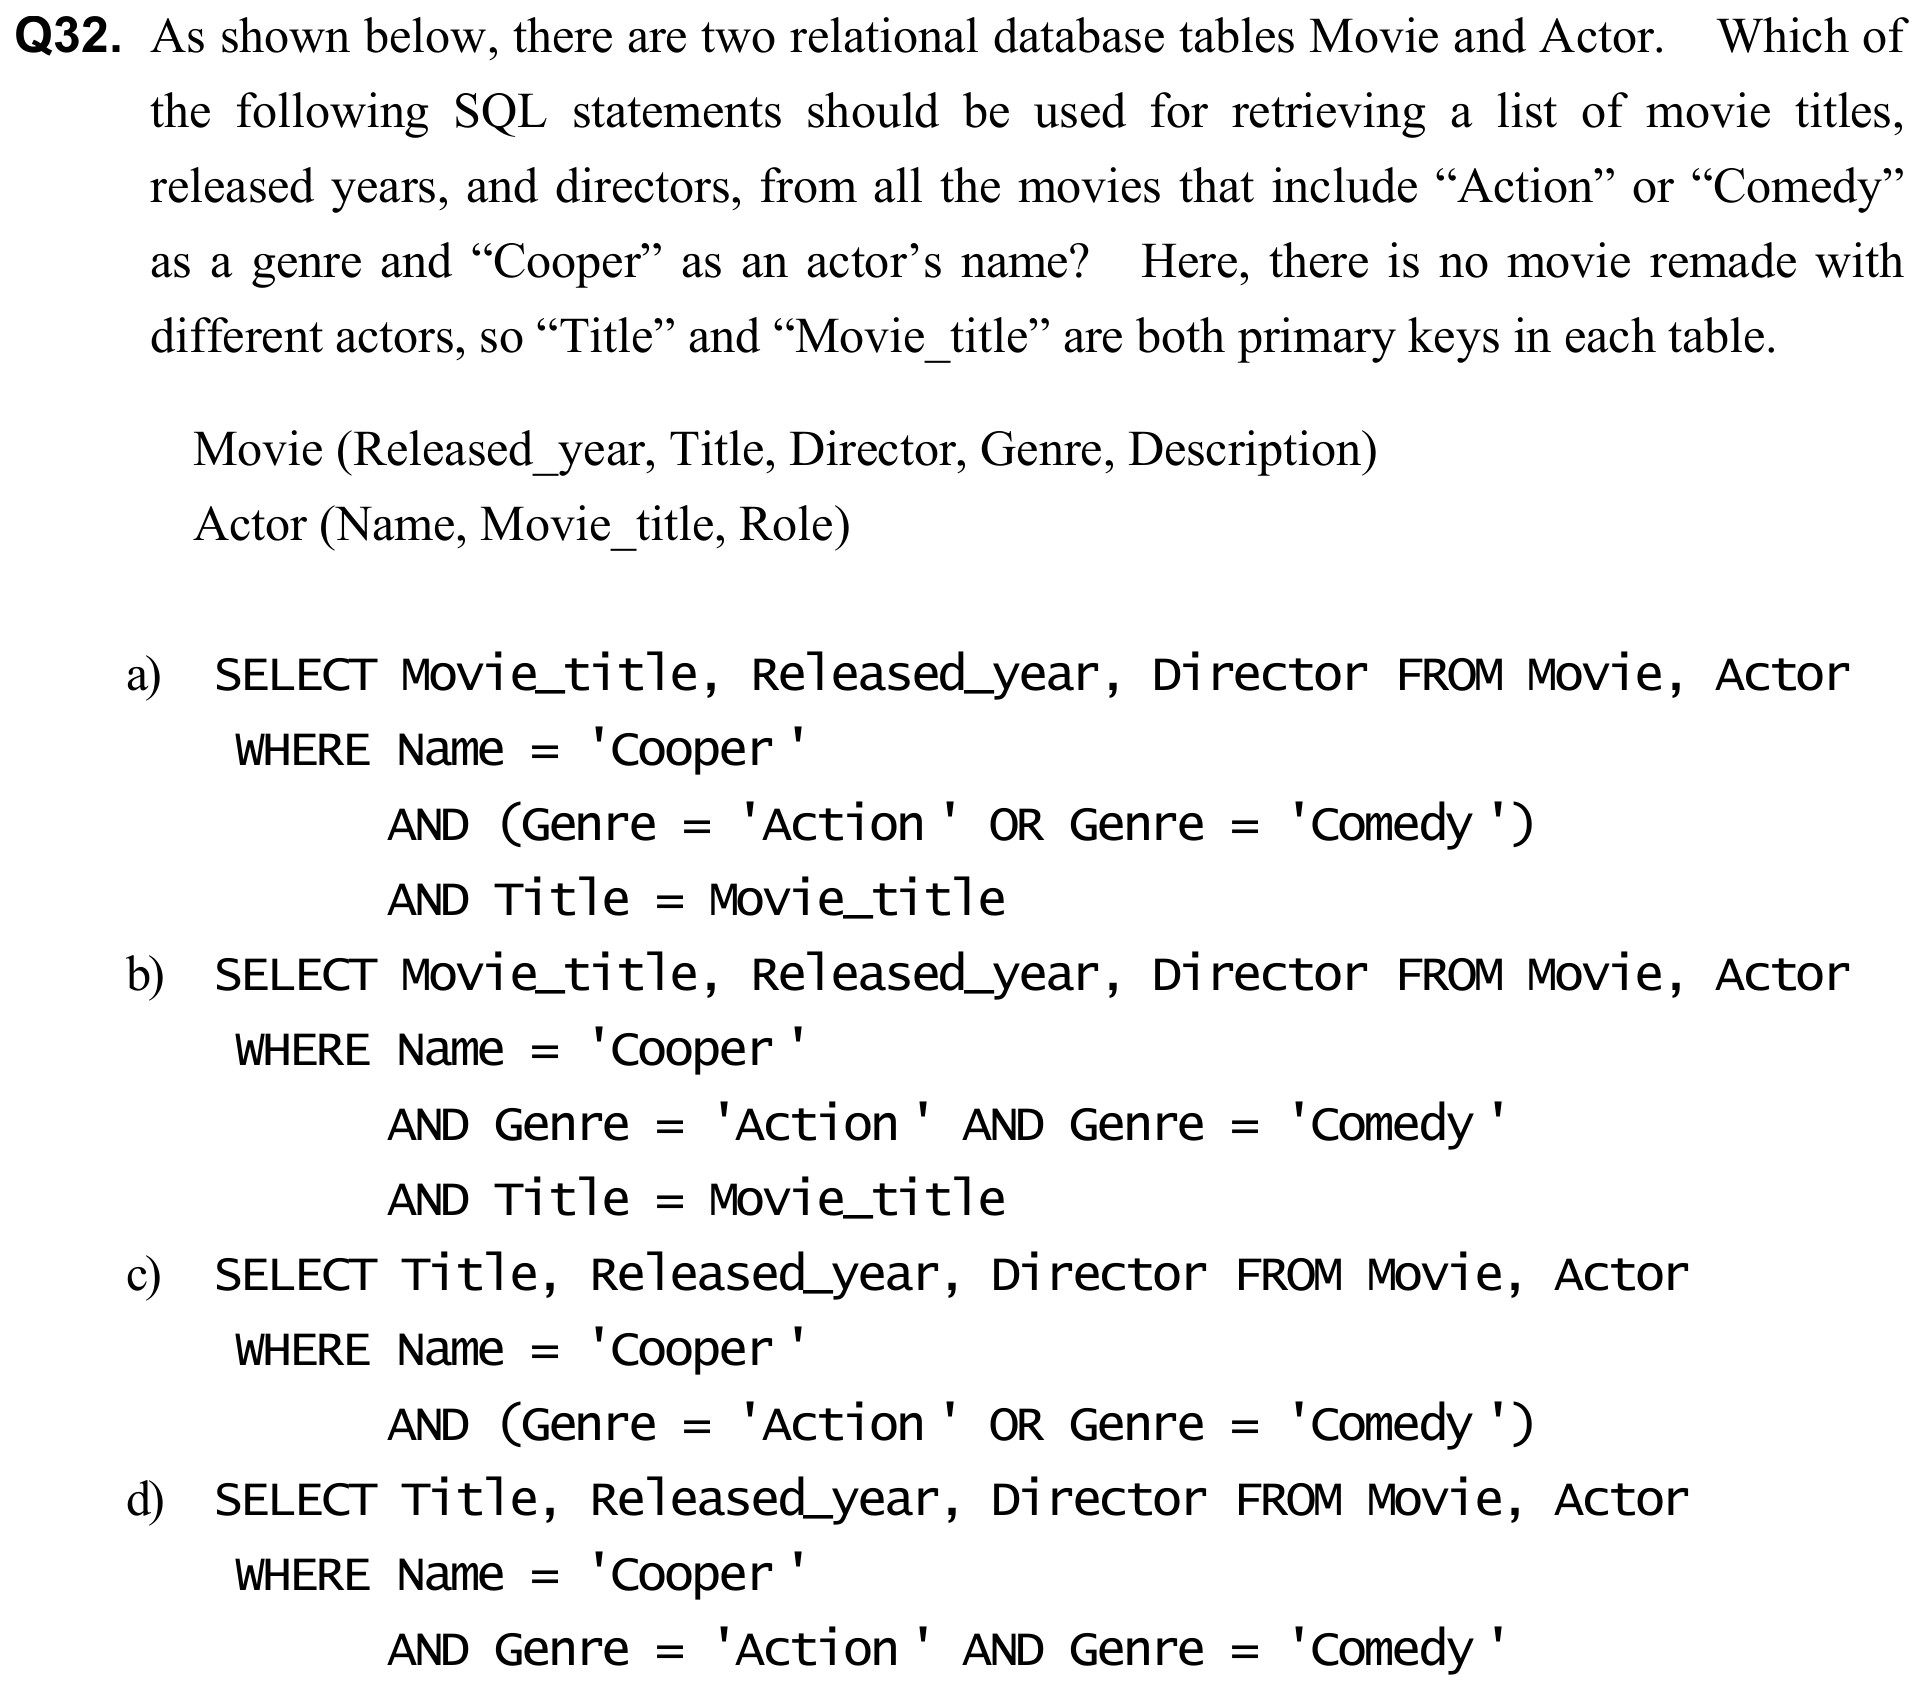 Q32. As shown below, there are two relational database tables Movie and Actor. Which of
the following SQL statements should be used for retrieving a list of movie titles,
released years, and directors, from all the movies that include “Action” or “Comedy”
as a genre and “Cooper” as an actor’s name? Here, there is no movie remade with
different actors, so “Title” and “Movie_title” are both primary keys in each table.
Movie (Released_year, Title, Director, Genre, Description)
Actor (Name, Movie_title, Role)
a) SELECT Movie_title, Released_year, Director FROM Movie, Actor
WHERE Name = 'Cooper'
AND (Genre = 'Action' OR Genre = 'Comedy')
AND Title = Movie_title
b) SELECT Movie_title, Released_year, Director FROM Movie, Actor
WHERE Name = 'Cooper'
AND Genre = 'Action' AND Genre = 'Comedy'
AND Title = Movie_title
c) SELECT Title, Released_year, Director FROM Movie, Actor
WHERE Name = 'Cooper'
AND (Genre = 'Action' OR Genre = 'Comedy')
d) SELECT Title, Released_year, Director FROM Movie, Actor
WHERE Name = 'Cooper'
AND Genre = 'Action' AND Genre = 'Comedy'